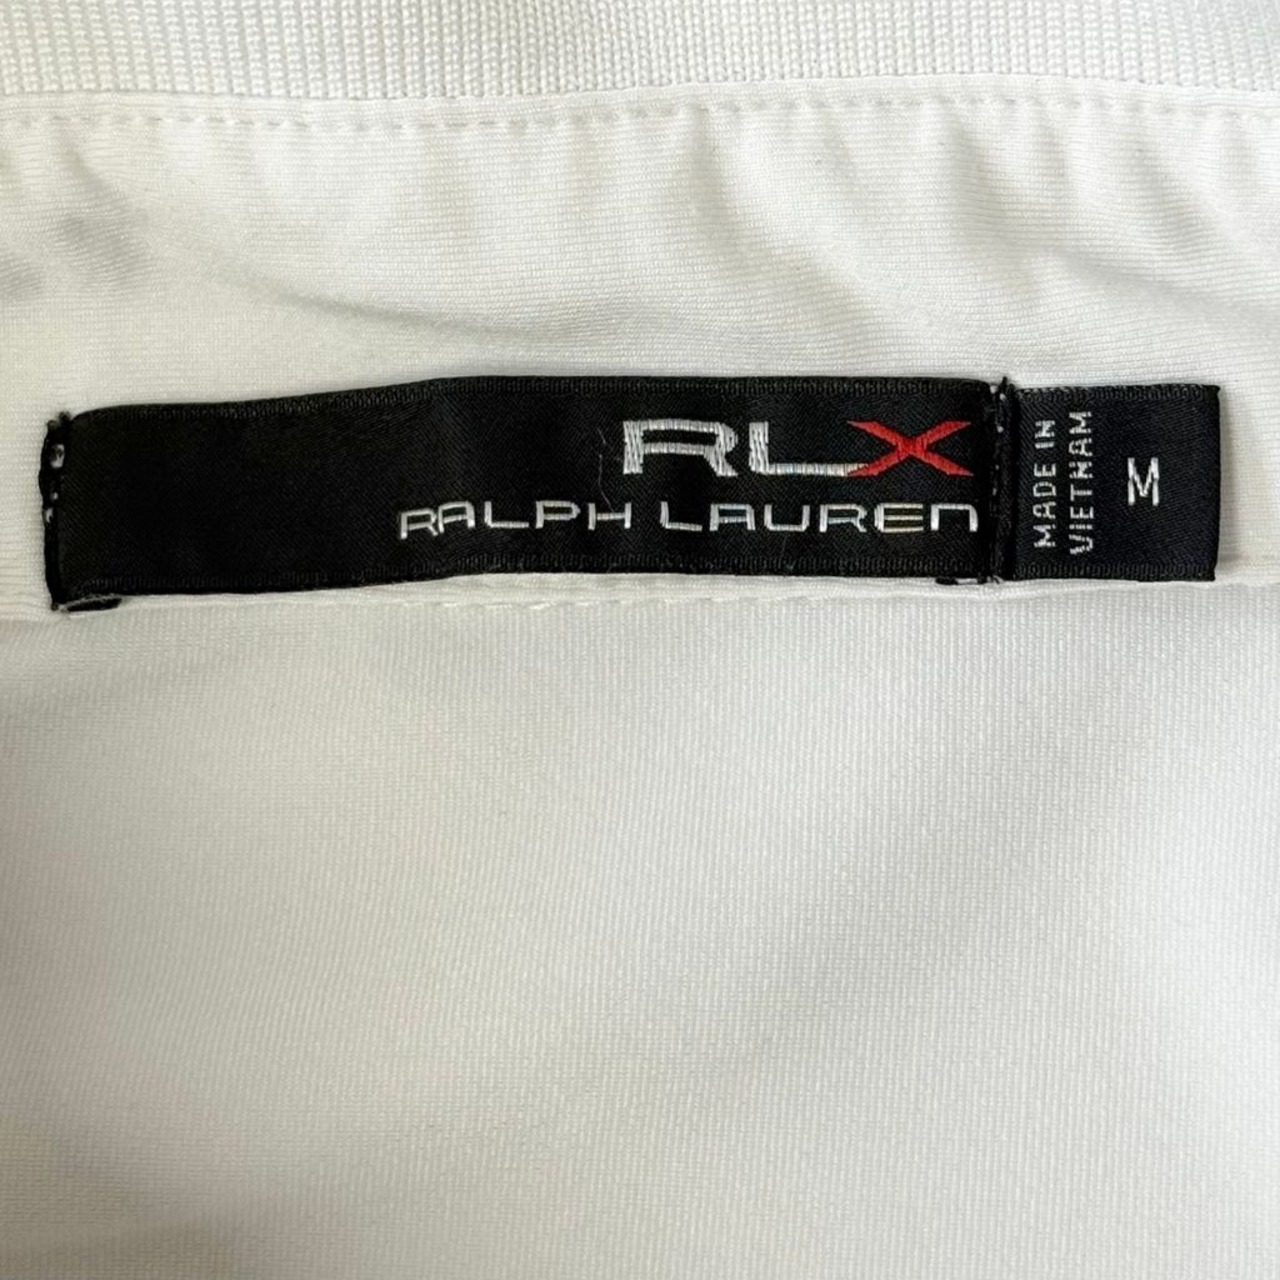 RLX
RALPH LAUREN
MADE IN
VIETNAM
M